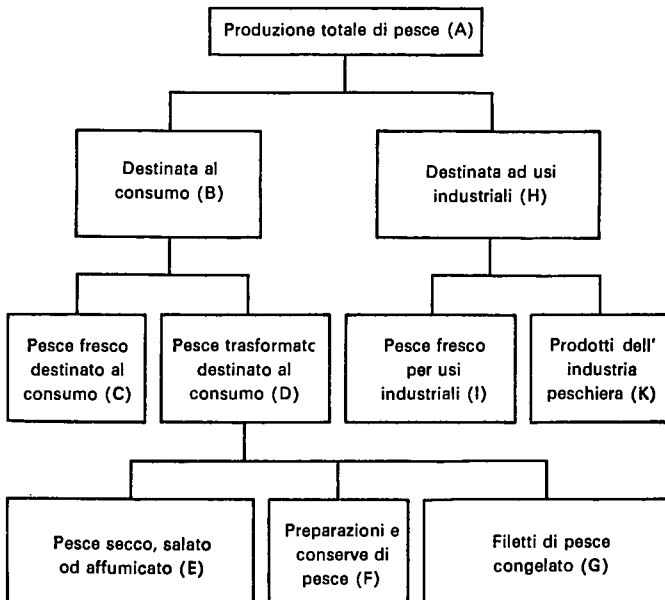 Produzione totale di pesce (A)
Destinata al
consumo (B)
Destinata ad usi
industriali (H)
Pesce fresco
destinato al
consumo (C)
Pesce trasformato
destinato al
consumo (D)
Pesce fresco
per usi
industriali (I)
Prodotti dell'
industria
peschiera (K)
Pesce secco, salato
od affumicato (E)
Preparazioni e
conserve di
pesce (F)
Filetti di pesce
congelato (G)